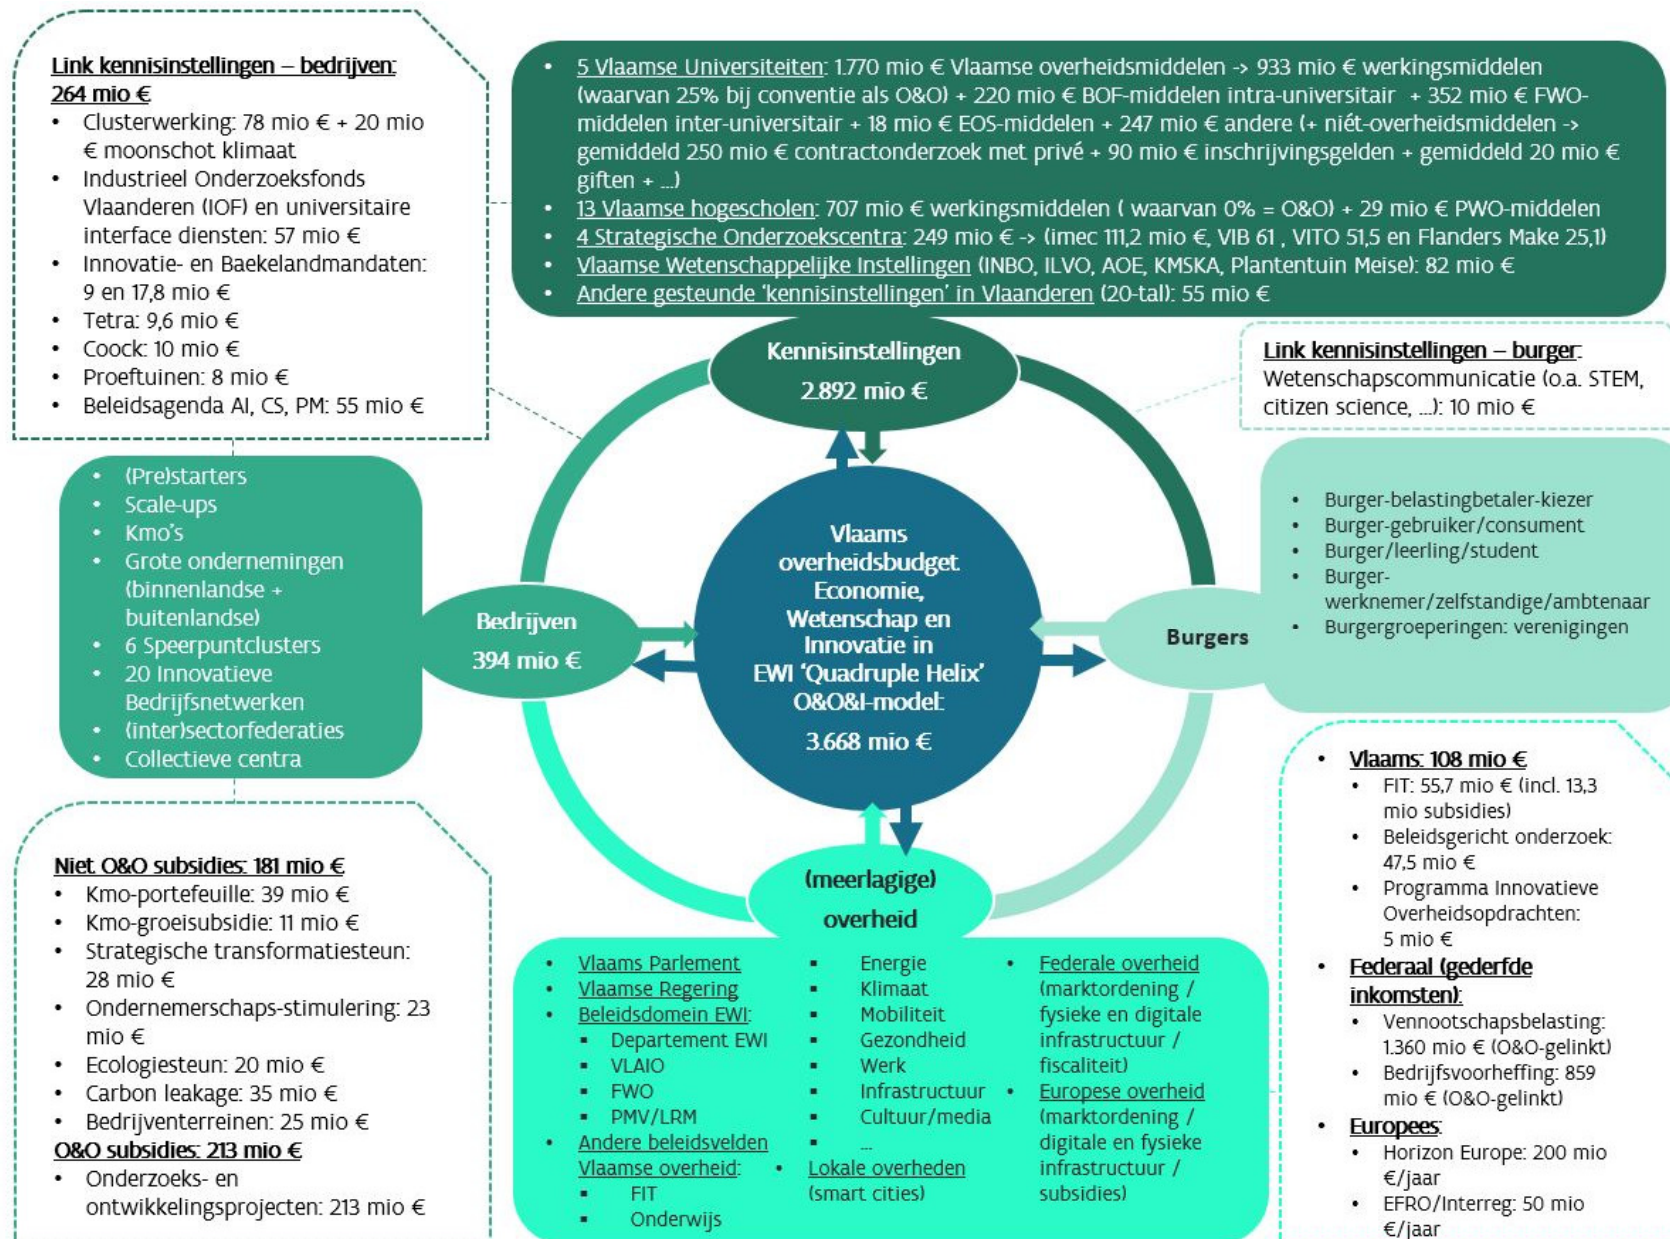 Link kennisinstellingen – bedrijven:
264 mio €
• Clusterwerking: 78 mio € + 20 mio
€ moonschot klimaat
• Industrieel Onderzoeksfonds
Vlaanderen (IOF) en universitaire
interface diensten: 57 mio €
• Innovatie- en Baekelandmandaten:
9 en 17,8 mio €
• Tetra: 9,6 mio €
• Coock: 10 mio €
• Proeftuinen: 8 mio €
• Beleidsagenda AI, CS, PM: 55 mio €
• 5 Vlaamse Universiteiten: 1.770 mio € Vlaamse overheidsmiddelen -> 933 mio € werkingsmiddelen
(waarvan 25% bij conventie als O&O) + 220 mio € BOF-middelen intra-universitair + 352 mio € FWO-
middelen inter-universitair + 18 mio € EOS-middelen + 247 mio € andere (+ niét-overheidsmiddelen ->
gemiddeld 250 mio € contractonderzoek met privé + 90 mio € inschrijvingsgelden + gemiddeld 20 mio €
giften + ...)
• 13 Vlaamse hogescholen: 707 mio € werkingsmiddelen ( waarvan 0% = O&O) + 29 mio € PWO-middelen
• 4 Strategische Onderzoekscentra: 249 mio € -> (imec 111,2 mio €, VIB 61 , VITO 51,5 en Flanders Make 25,1)
• Vlaamse Wetenschappelijke Instellingen (INBO, ILVO, AOE, KMSKA, Plantentuin Meise): 82 mio €
• Andere gesteunde ‘kennisinstellingen’ in Vlaanderen (20-tal): 55 mio €
Kennisinstellingen
2.892 mio €
Link kennisinstellingen – burger:
Wetenschapscommunicatie (o.a. STEM,
citizen science, ...): 10 mio €
• (Pre)starters
• Scale-ups
• Kmo's
• Grote ondernemingen
(binnenlandse +
buitenlandse)
• 6 Speerpuntclusters
• 20 Innovatieve
Bedrijfsnetwerken
• (inter)sectorfederaties
• Collectieve centra
Bedrijven
394 mio €
Vlaams
overheidsbudget
Economie,
Wetenschap en
Innovatie in
EWI ‘Quadruple Helix’
O&O&I-model:
3.668 mio €
Burgers
• Burger-belastingbetaler-kiezer
• Burger-gebruiker/consument
• Burger/leerling/student
• Burger-
werknemer/zelfstandige/ambtenaar
• Burgergroeperingen: verenigingen
Niet O&O subsidies: 181 mio €
• Kmo-portefeuille: 39 mio €
• Kmo-groeisubsidie: 11 mio €
• Strategische transformatiesteun:
28 mio €
• Ondernemerschaps-stimulering: 23
mio €
• Ecologiesteun: 20 mio €
• Carbon leakage: 35 mio €
• Bedrijventerreinen: 25 mio €
O&O subsidies: 213 mio €
• Onderzoeks- en
ontwikkelingsprojecten: 213 mio €
(meerlagige)
overheid
• Vlaams Parlement
• Vlaamse Regering
• Beleidsdomein EWI:
▪ Departement EWI
▪ VLAIO
▪ FWO
▪ PMV/LRM
• Andere beleidsvelden
Vlaamse overheid:
▪ FIT
▪ Onderwijs
▪ Energie
▪ Klimaat
▪ Mobiliteit
▪ Gezondheid
▪ Werk
▪ Infrastructuur
▪ Cultuur/media
▪ ...
• Lokale overheden
(smart cities)
• Federale overheid
(marktordening /
fysieke en digitale
infrastructuur /
fiscaliteit)
• Europese overheid
(marktordening /
digitale en fysieke
infrastructuur /
subsidies)
• Vlaams: 108 mio €
• FIT: 55,7 mio € (incl. 13,3
mio subsidies)
• Beleidsgericht onderzoek:
47,5 mio €
• Programma Innovatieve
Overheidsopdrachten:
5 mio €
• Federaal (gederfde
inkomsten):
• Vennootschapsbelasting:
1.360 mio € (O&O-gelinkt)
• Bedrijfsvoorheffing: 859
mio € (O&O-gelinkt)
• Europees:
• Horizon Europe: 200 mio
€/jaar
• EFRO/Interreg: 50 mio
€/jaar